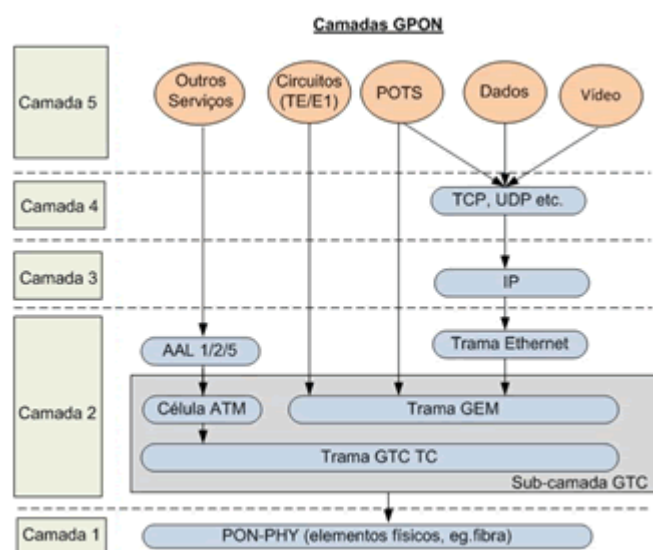 Camadas GPON
Camada 5
Outros
Serviços
Circuitos
(TE/E1)
POTS
Dados
Vídeo
Camada 4
TCP, UDP etc.
Camada 3
IP
Camada 2
AAL 1/2/5
Trama Ethernet
Célula ATM
Trama GEM
Trama GTC TC
Sub-camada GTC
Camada 1
PON-PHY (elementos físicos, eg.fibra)